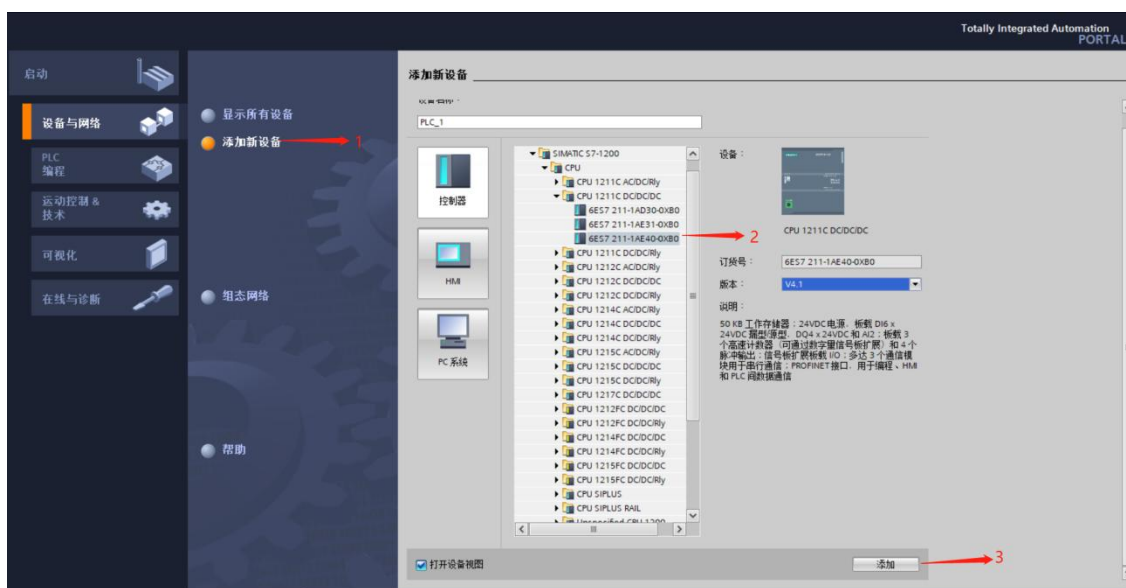 Totally Integrated Automation
PORTAL
启动
设备与网络
PLC
编程
运动控制 &
技术
可视化
在线与诊断
显示所有设备
添加新设备
1
组态网络
帮助
添加新设备
设备名称：
PLC_1
控制器
HMI
PC 系统
SIMATIC S7-1200
CPU
CPU 1211C AC/DC/Rly
CPU 1211C DC/DC/DC
6ES7 211-1AD30-0XB0
6ES7 211-1AE31-0XB0
6ES7 211-1AE40-0XB0
2
CPU 1211C DC/DC/Rly
CPU 1212C AC/DC/Rly
CPU 1212C DC/DC/DC
CPU 1212C DC/DC/Rly
CPU 1214C AC/DC/Rly
CPU 1214C DC/DC/DC
CPU 1214C DC/DC/Rly
CPU 1215C AC/DC/Rly
CPU 1215C DC/DC/DC
CPU 1215C DC/DC/Rly
CPU 1217C DC/DC/DC
CPU 1212FC DC/DC/DC
CPU 1212FC DC/DC/Rly
CPU 1214FC DC/DC/DC
CPU 1214FC DC/DC/Rly
CPU 1215FC DC/DC/DC
CPU 1215FC DC/DC/Rly
CPU SIPLUS
CPU SIPLUS RAIL
Unspecified CPU 1200
设备：
CPU 1211C DC/DC/DC
订货号：
6ES7 211-1AE40-0XB0
版本：
V4.1
说明：
50 KB 工作存储器；24VDC 电源，板载 DI6 x
24VDC 漏型/源型，DQ4 x 24VDC 和 AI2；板载 3
个高速计数器（可通过数字量信号板扩展）和 4 个
脉冲输出；信号板扩展板载 I/O；多达 3 个通信模
块用于串行通信；PROFINET 接口，用于编程、HMI
和 PLC 间数据通信
打开设备视图
添加
3